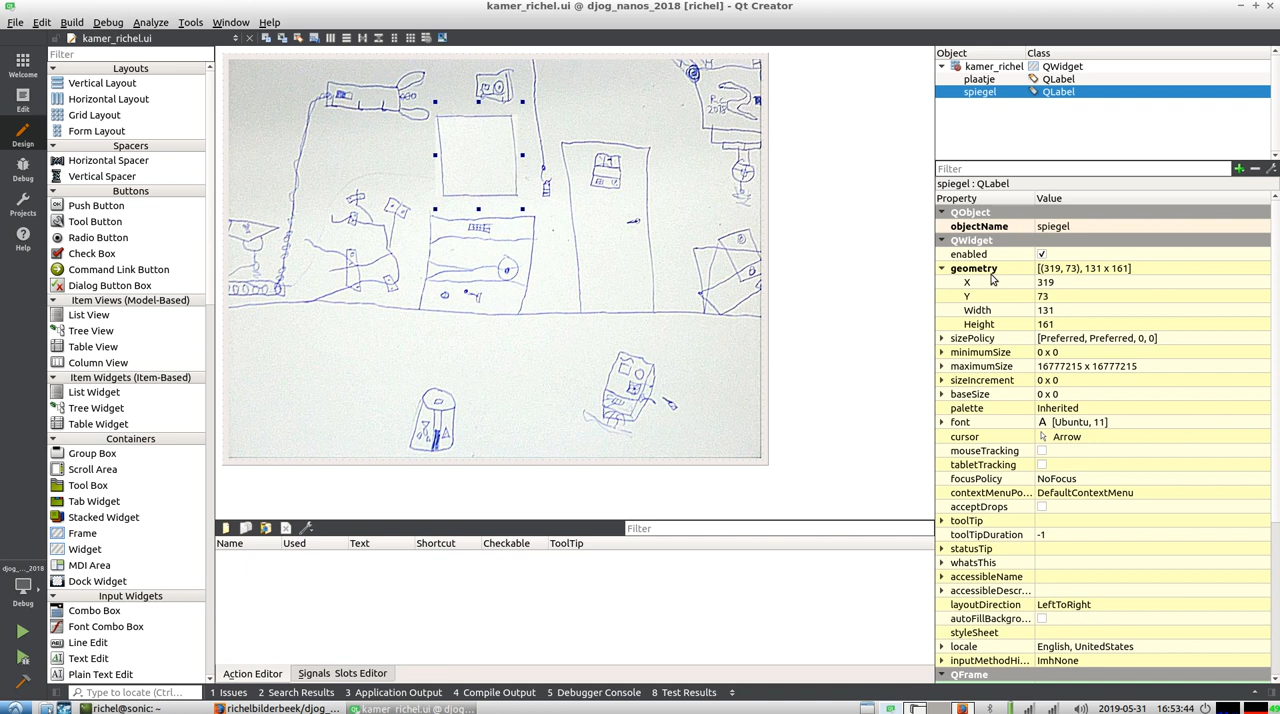 kamer_richel.ui @ djog_nanos_2018 [richel] - Qt Creator
File Edit Build Debug Analyze Tools Window Help
kamer_richel.ui
Welcome
Edit
Design
Debug
Projects
Help
djog_..._2018
Debug
Filter
Layouts
Vertical Layout
Horizontal Layout
Grid Layout
Form Layout
Spacers
Horizontal Spacer
Vertical Spacer
Buttons
Push Button
Tool Button
Radio Button
Check Box
Command Link Button
Dialog Button Box
Item Views (Model-Based)
List View
Tree View
Table View
Column View
Item Widgets (Item-Based)
List Widget
Tree Widget
Table Widget
Containers
Group Box
Scroll Area
Tool Box
Tab Widget
Stacked Widget
Frame
Widget
MDI Area
Dock Widget
Input Widgets
Combo Box
Font Combo Box
Line Edit
Text Edit
Plain Text Edit
Filter
Name Used Text Shortcut Checkable ToolTip
Action Editor Signals Slots Editor
Object Class
kamer_richel QWidget
plaatje QLabel
spiegel QLabel
Filter
spiegel : QLabel
Property Value
QObject
objectName spiegel
QWidget
enabled
geometry [(319, 73), 131 x 161]
X 319
Y 73
Width 131
Height 161
sizePolicy [Preferred, Preferred, 0, 0]
minimumSize 0 x 0
maximumSize 16777215 x 16777215
sizeIncrement 0 x 0
baseSize 0 x 0
palette Inherited
font A [Ubuntu, 11]
cursor Arrow
mouseTracking
tabletTracking
focusPolicy NoFocus
contextMenuPo... DefaultContextMenu
acceptDrops
toolTip
toolTipDuration -1
statusTip
whatsThis
accessibleName
accessibleDescr...
layoutDirection LeftToRight
autoFillBackgro...
styleSheet
locale English, UnitedStates
inputMethodHi... ImhNone
QFrame
Type to locate (Ctrl... 1 Issues 2 Search Results 3 Application Output 4 Compile Output 5 Debugger Console 8 Test Results
richel@sonic: ~ richelbilderbeek/djog_... kamer_richel.ui @ djog_... 2019-05-31 16:53:44